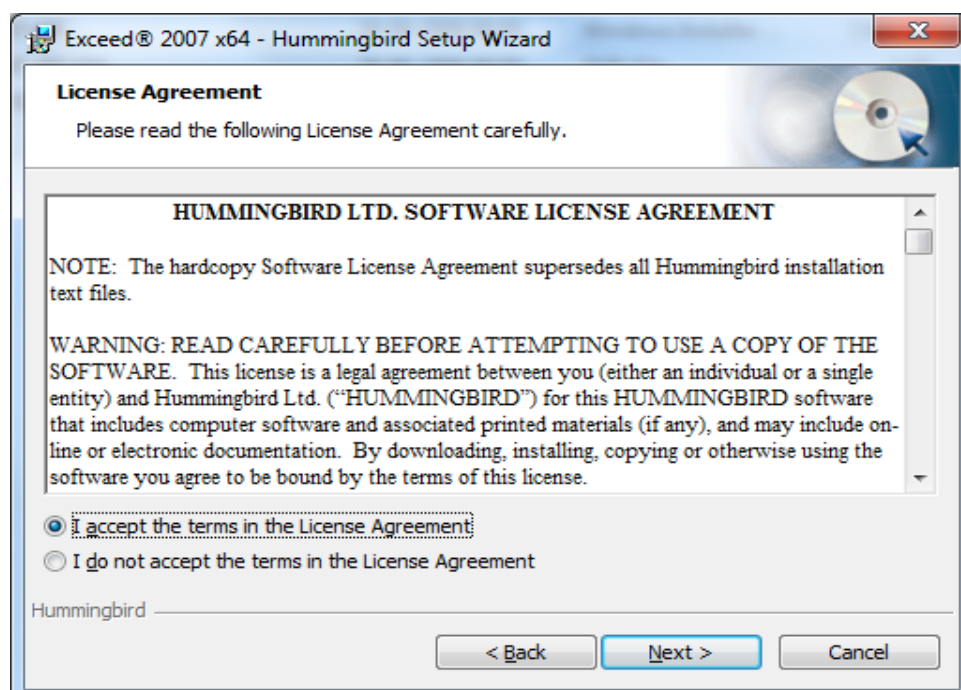 Exceed® 2007 x64 - Hummingbird Setup Wizard
License Agreement
Please read the following License Agreement carefully.
HUMMINGBIRD LTD. SOFTWARE LICENSE AGREEMENT
NOTE:  The hardcopy Software License Agreement supersedes all Hummingbird installation
text files.
WARNING: READ CAREFULLY BEFORE ATTEMPTING TO USE A COPY OF THE
SOFTWARE.  This license is a legal agreement between you (either an individual or a single
entity) and Hummingbird Ltd. (“HUMMINGBIRD”) for this HUMMINGBIRD software
that includes computer software and associated printed materials (if any), and may include on-
line or electronic documentation.  By downloading, installing, copying or otherwise using the
software you agree to be bound by the terms of this license.
I accept the terms in the License Agreement
I do not accept the terms in the License Agreement
Hummingbird
< Back
Next >
Cancel